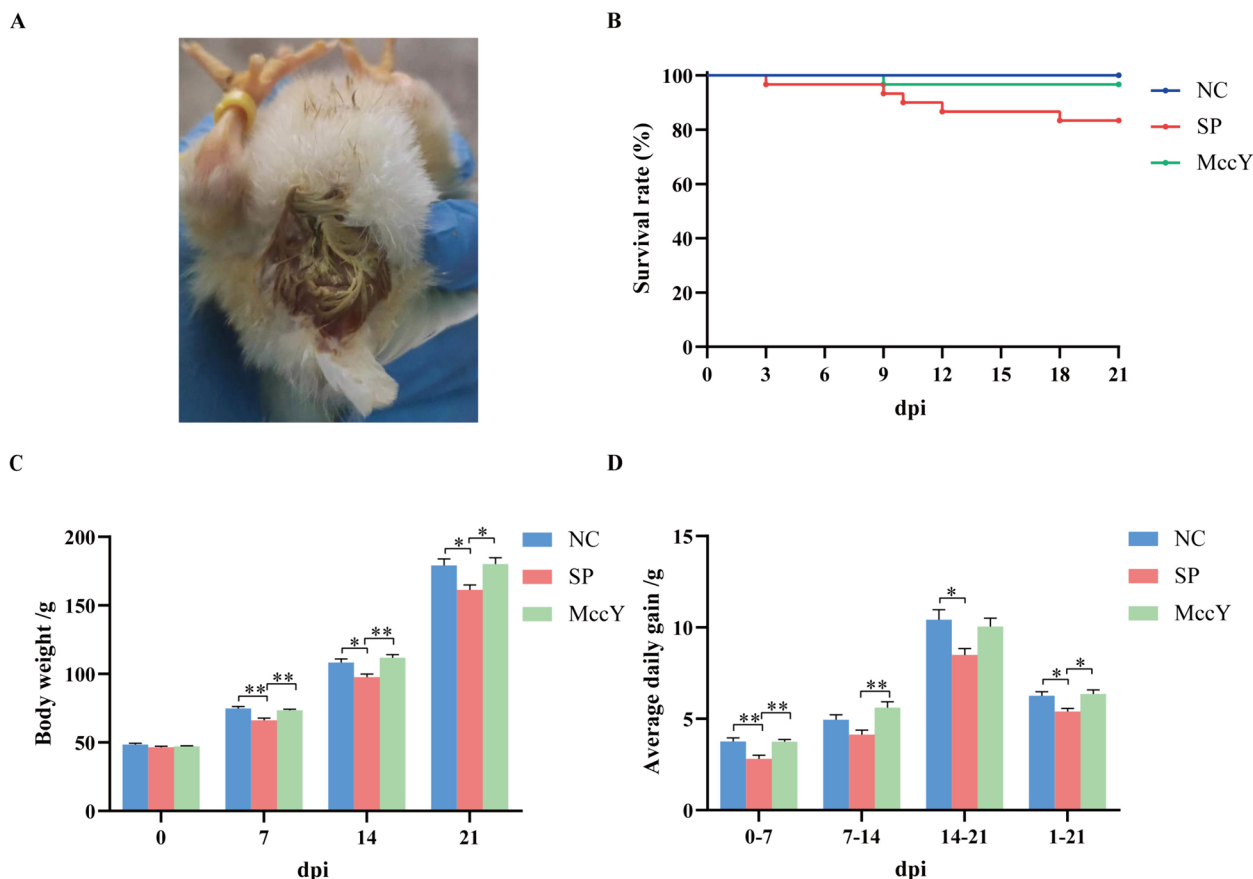 A
B
Survival rate (%)
100
80
60
40
20
0
0 3 6 9 12 15 18 21
dpi
NC
SP
MccY
C
Body weight /g
200
150
100
50
0
* *
* **
** **
0 7 14 21
dpi
NC
SP
MccY
D
Average daily gain /g
15
10
5
0
*
**
** **
* *
0-7 7-14 14-21 1-21
dpi
NC
SP
MccY